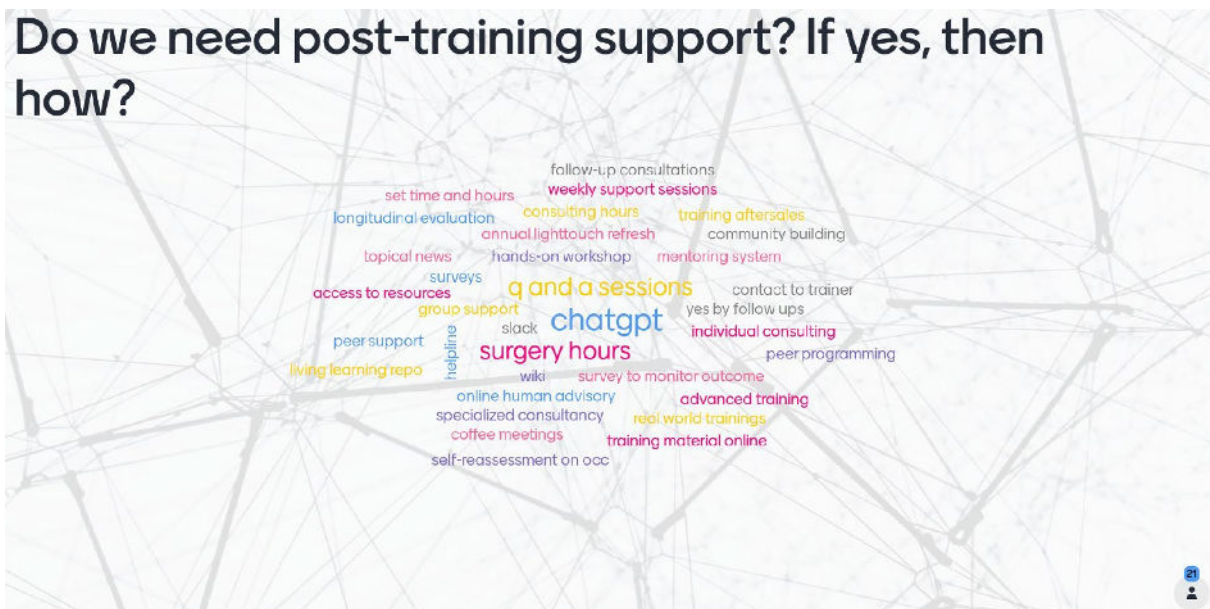 Do we need post-training support? If yes, then
how?
follow-up consultations
set time and hours
weekly support sessions
longitudinal evaluation
consulting hours
training aftersales
annual lighttouch refresh
community building
topical news
hands-on workshop
mentoring system
surveys
access to resources
q and a sessions
contact to trainer
group support
yes by follow ups
slack
chatgpt
individual consulting
peer support
helpline
surgery hours
peer programming
living learning repo
wiki
survey to monitor outcome
online human advisory
advanced training
specialized consultancy
real world trainings
coffee meetings
training material online
self-reassessment on occ
21